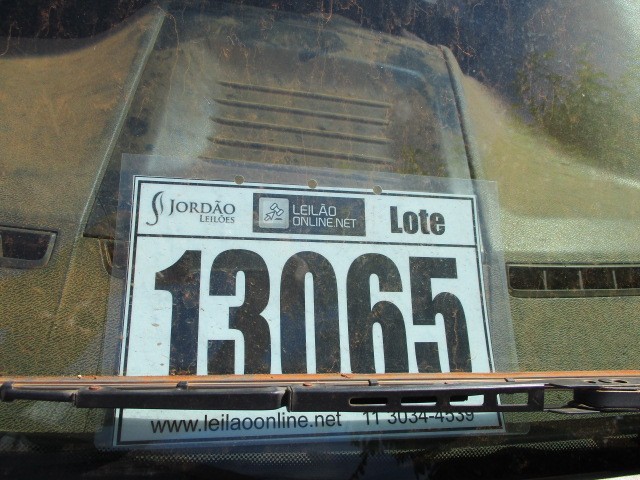 JORDÃO
LEILÕES
LEILÃO
ONLINE.NET
Lote
13065
www.leilaoonline.net 11 3034-4539